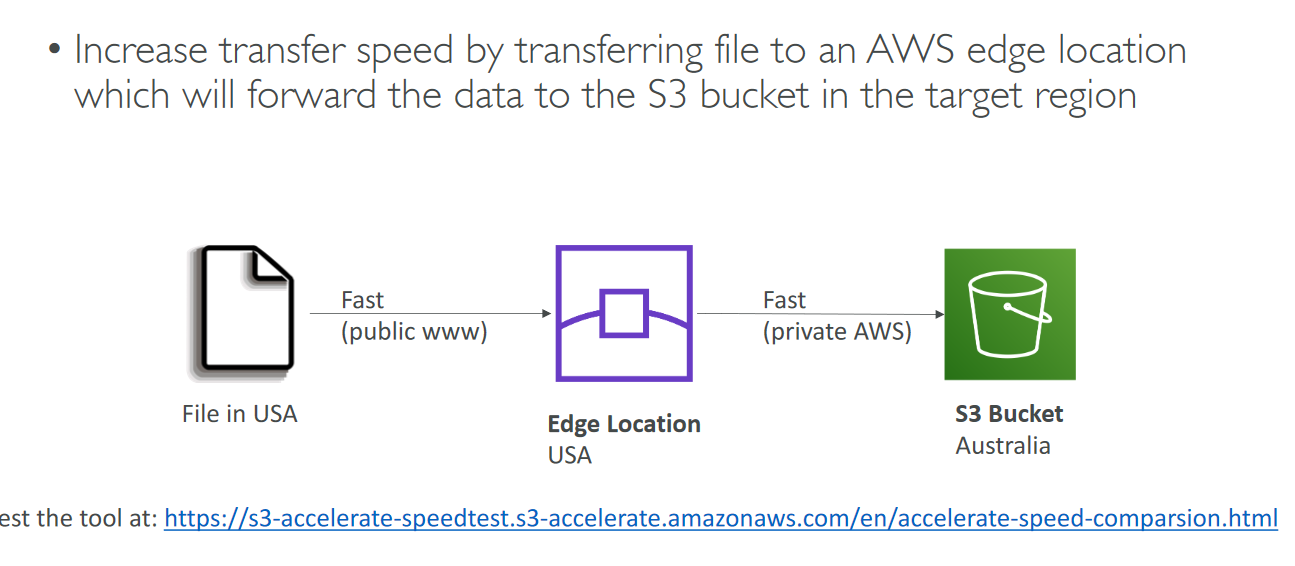 • Increase transfer speed by transferring file to an AWS edge location
which will forward the data to the S3 bucket in the target region
Fast
(public www)
Fast
(private AWS)
File in USA
Edge Location
USA
S3 Bucket
Australia
est the tool at: https://s3-accelerate-speedtest.s3-accelerate.amazonaws.com/en/accelerate-speed-comparsion.html